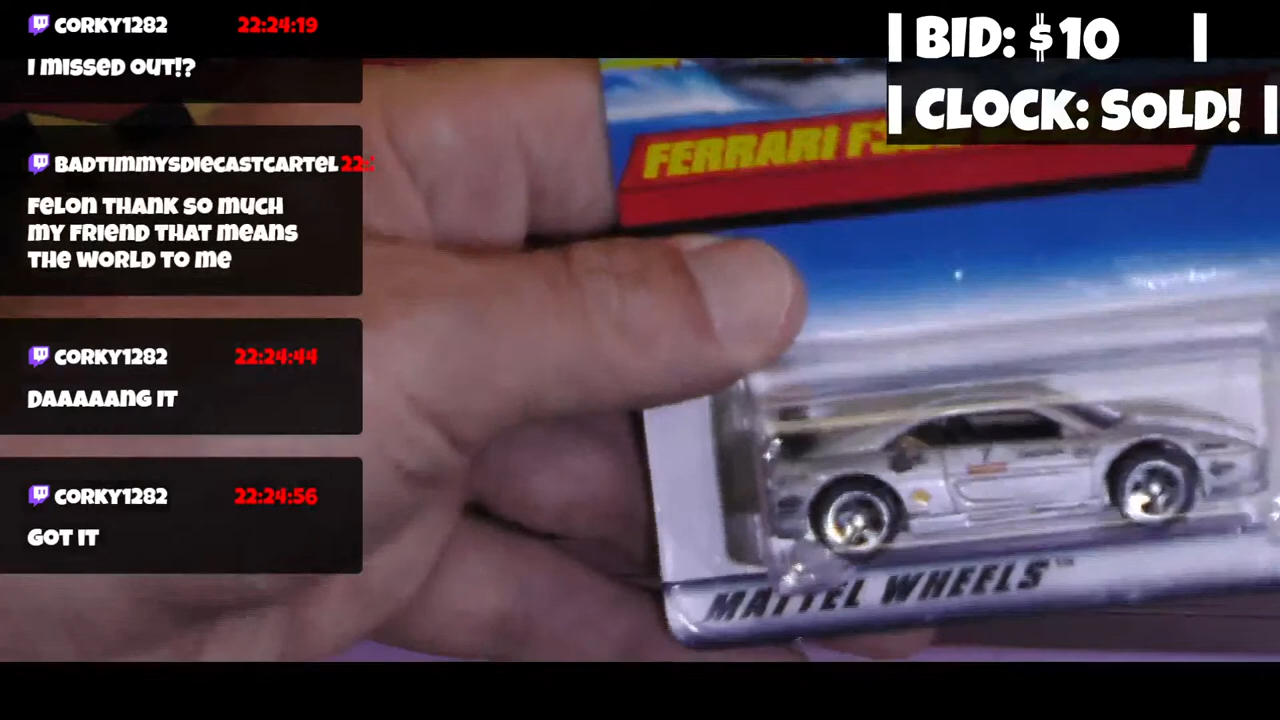 CORKY1282 22:24:19
I MISSED OUT!?
BADTIMMYSDIECASTCARTEL
FELON THANK SO MUCH
MY FRIEND THAT MEANS
THE WORLD TO ME
CORKY1282 22:24:44
DAAAAANG IT
CORKY1282 22:24:56
GOT IT
| BID: $10 |
| CLOCK: SOLD! |
FERRARI
MATTEL WHEELS™